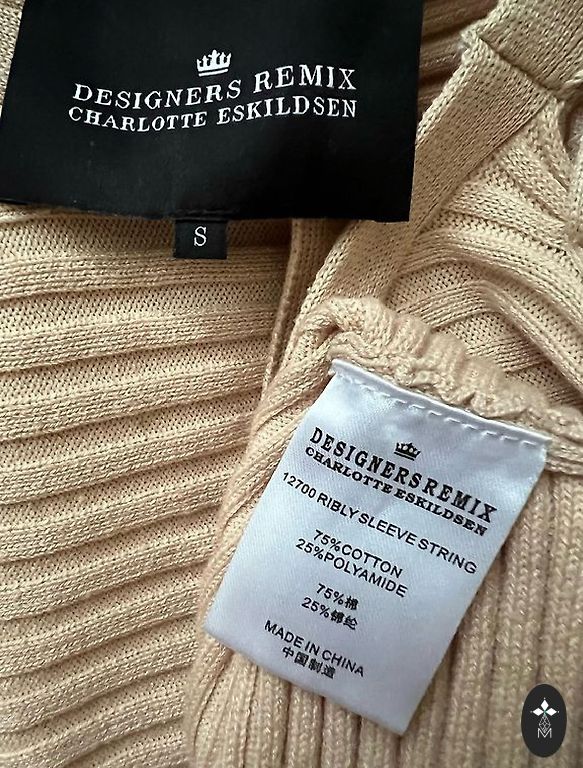 DESIGNERS REMIX
CHARLOTTE ESKILDSEN
S
DESIGNERSREMIX
CHARLOTTE ESKILDSEN
12700 RIBLY SLEEVE STRING
75%COTTON
25%POLYAMIDE
75%棉
25%锦纶
MADE IN CHINA
中国制造
M